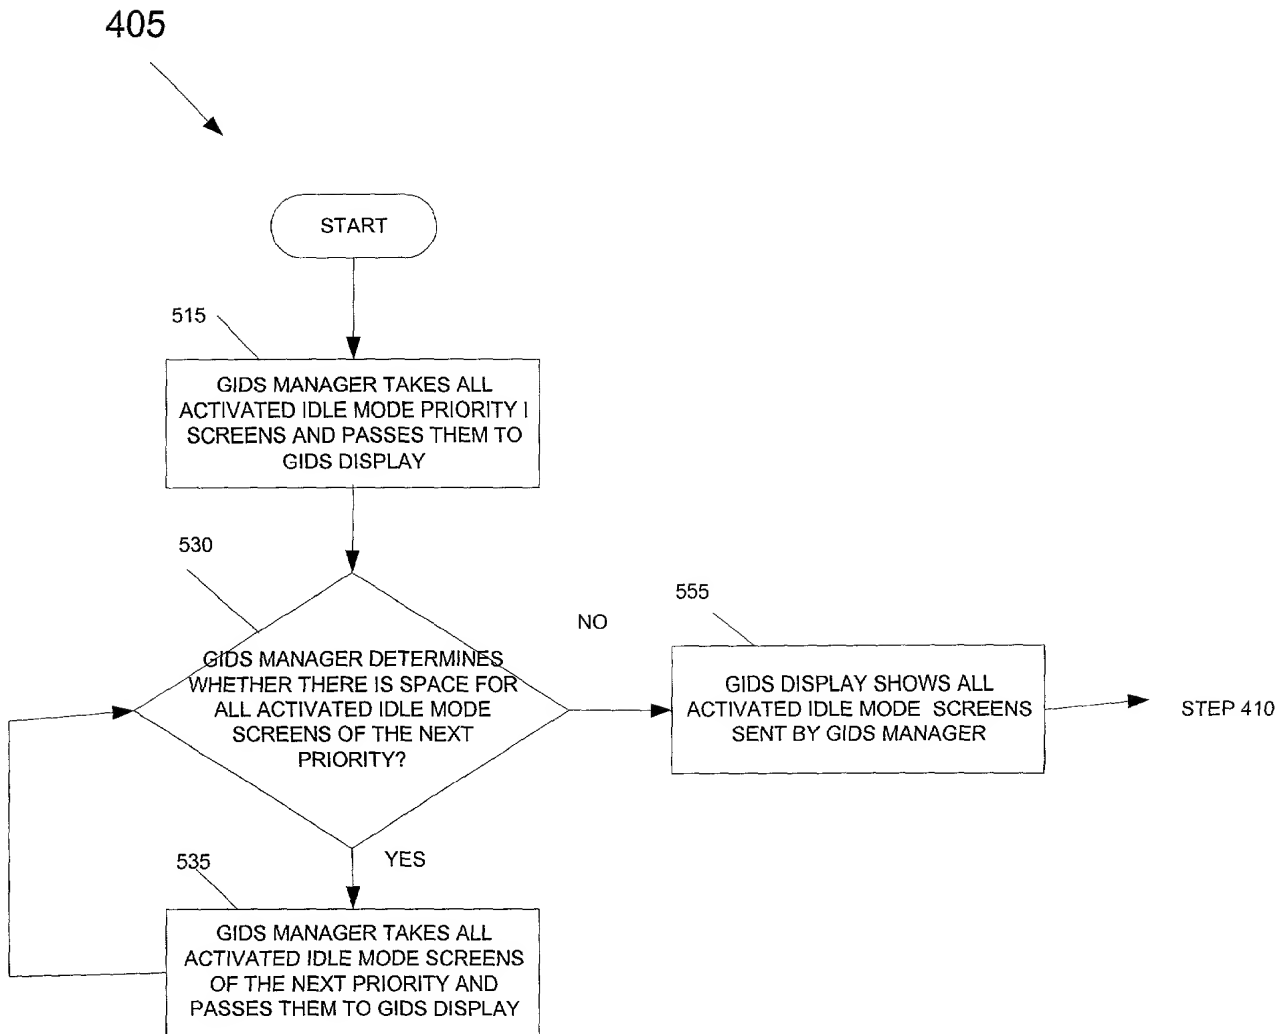 405
START
515
GIDS MANAGER TAKES ALL
ACTIVATED IDLE MODE PRIORITY I
SCREENS AND PASSES THEM TO
GIDS DISPLAY
530
GIDS MANAGER DETERMINES
WHETHER THERE IS SPACE FOR
ALL ACTIVATED IDLE MODE
SCREENS OF THE NEXT
PRIORITY?
NO
555
GIDS DISPLAY SHOWS ALL
ACTIVATED IDLE MODE SCREENS
SENT BY GIDS MANAGER
STEP 410
YES
535
GIDS MANAGER TAKES ALL
ACTIVATED IDLE MODE SCREENS
OF THE NEXT PRIORITY AND
PASSES THEM TO GIDS DISPLAY